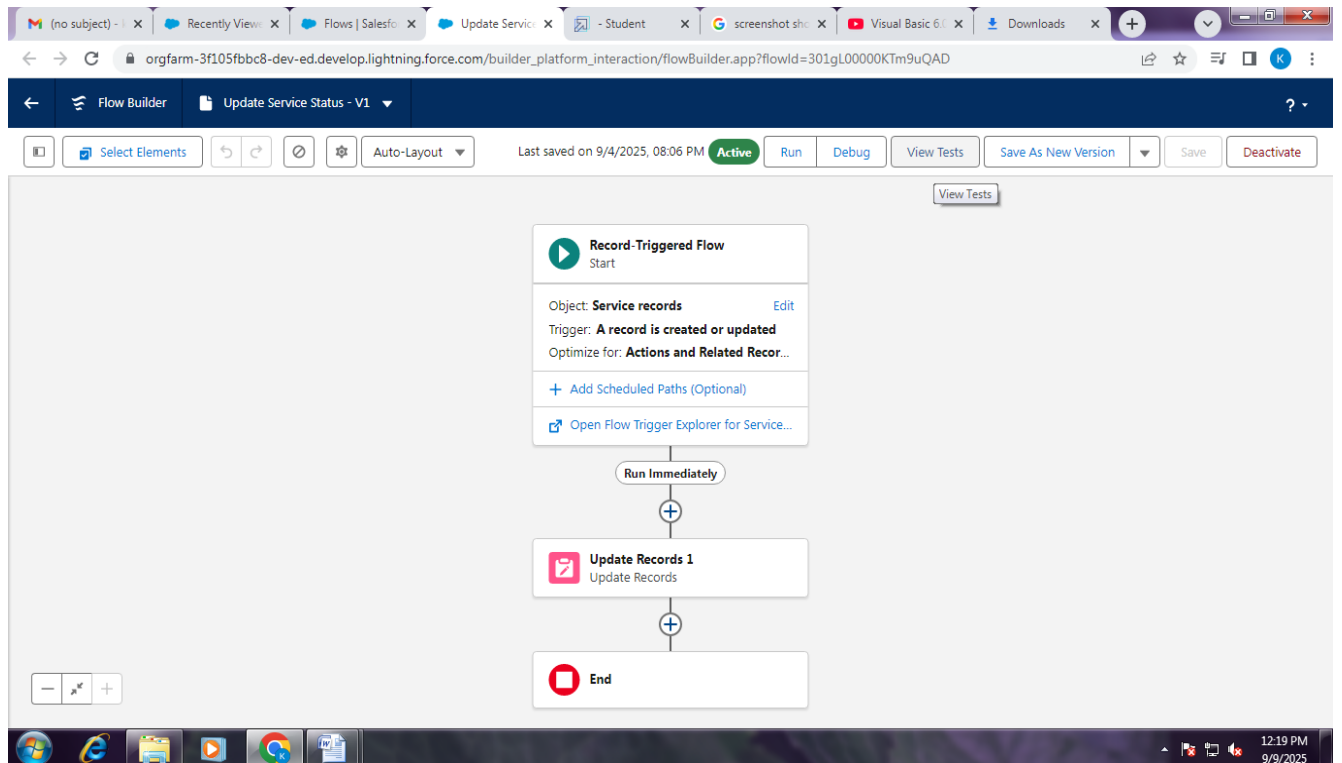 (no subject) -
Recently View
Flows | Salesfo
Update Service
- Student
screenshot sho
Visual Basic 6.0
Downloads
orgfarm-3f105fbbc8-dev-ed.develop.lightning.force.com/builder_platform_interaction/flowBuilder.app?flowId=301gL00000KTm9uQAD
K
Flow Builder
Update Service Status - V1
?
Select Elements
Auto-Layout
Last saved on 9/4/2025, 08:06 PM
Active
Run
Debug
View Tests
Save As New Version
Save
Deactivate
View Tests
Record-Triggered Flow
Start
Object: Service records
Edit
Trigger: A record is created or updated
Optimize for: Actions and Related Recor...
+ Add Scheduled Paths (Optional)
Open Flow Trigger Explorer for Service...
Run Immediately
Update Records 1
Update Records
End
12:19 PM
9/9/2025